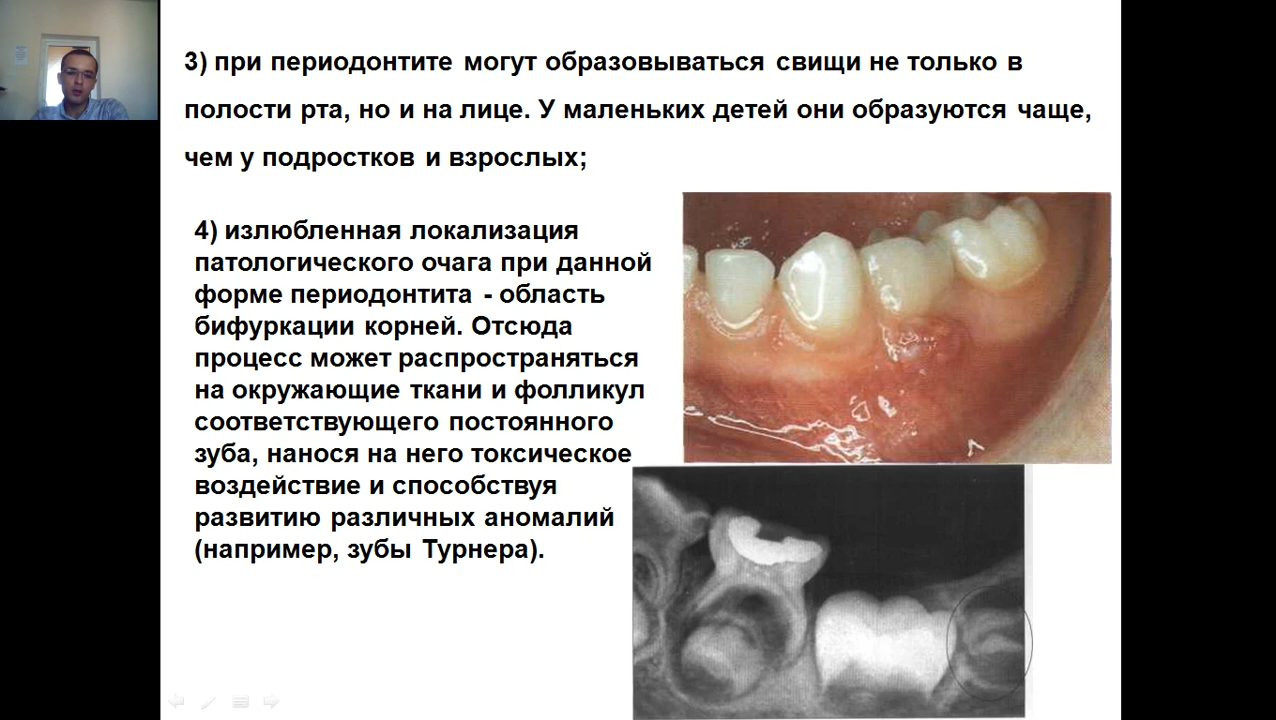 3) при периодонтите могут образовываться свищи не только в
полости рта, но и на лице. У маленьких детей они образуются чаще,
чем у подростков и взрослых;
4) излюбленная локализация
патологического очага при данной
форме периодонтита - область
бифуркации корней. Отсюда
процесс может распространяться
на окружающие ткани и фолликул
соответствующего постоянного
зуба, нанося на него токсическое
воздействие и способствуя
развитию различных аномалий
(например, зубы Турнера).